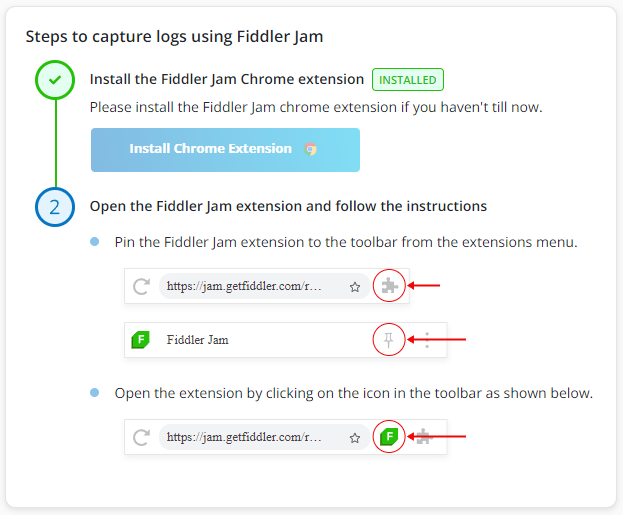 Steps to capture logs using Fiddler Jam
Install the Fiddler Jam Chrome extension INSTALLED
Please install the Fiddler Jam chrome extension if you haven't till now.
Install Chrome Extension
2 Open the Fiddler Jam extension and follow the instructions
Pin the Fiddler Jam extension to the toolbar from the extensions menu.
https://jam.getfiddler.com/r...
F Fiddler Jam
Open the extension by clicking on the icon in the toolbar as shown below.
https://jam.getfiddler.com/r... F